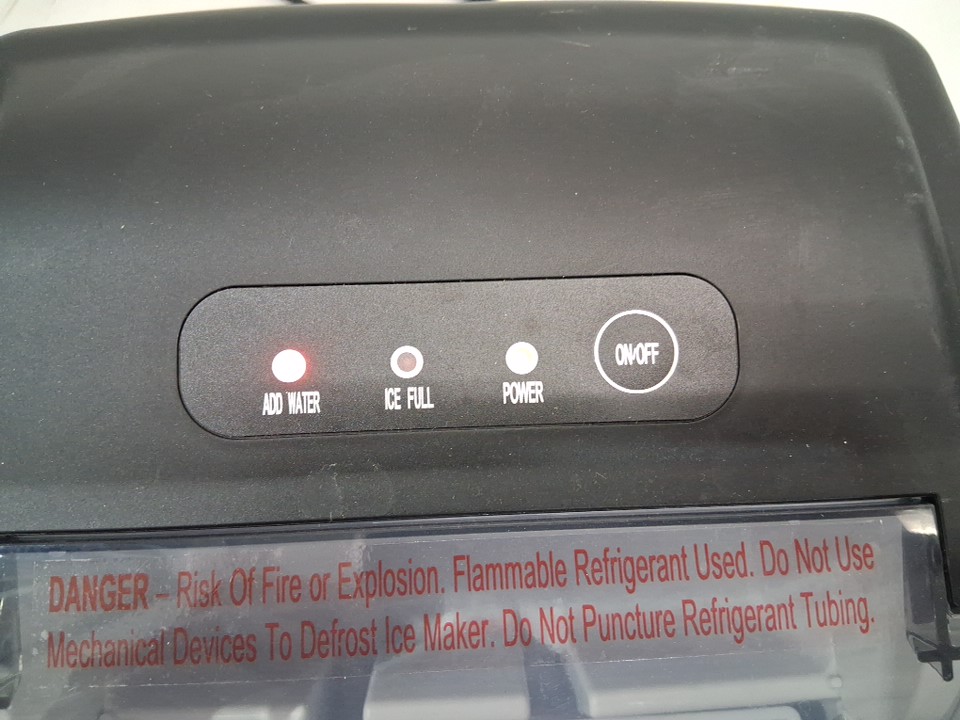 ADD WATER
ICE FULL
POWER
ON/OFF
DANGER – Risk Of Fire or Explosion. Flammable Refrigerant Used. Do Not Use
Mechanical Devices To Defrost Ice Maker. Do Not Puncture Refrigerant Tubing.